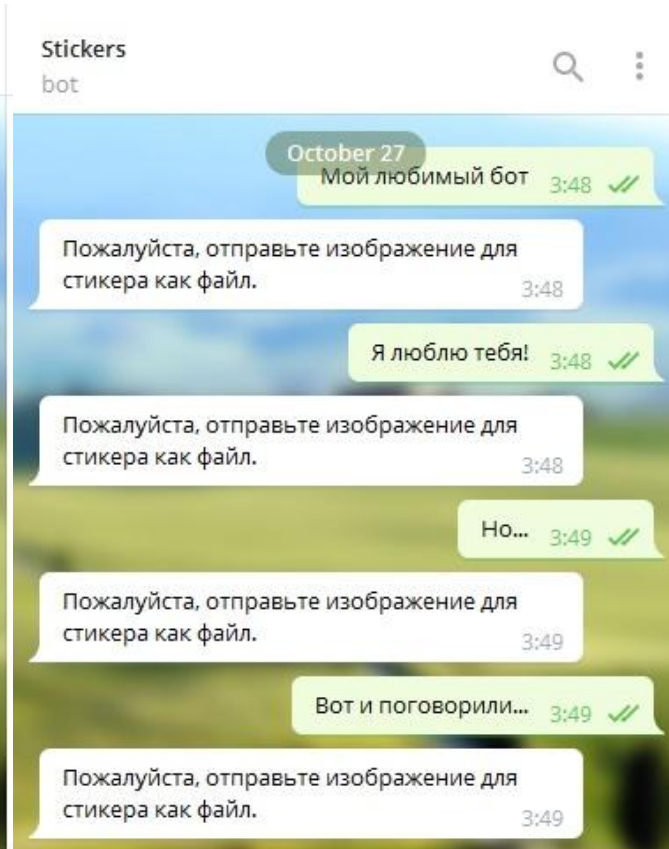 Stickers
bot
October 27
Мой любимый бот 3:48
Пожалуйста, отправьте изображение для
стикера как файл.
3:48
Я люблю тебя! 3:48
Пожалуйста, отправьте изображение для
стикера как файл.
3:48
Но... 3:49
Пожалуйста, отправьте изображение для
стикера как файл.
3:49
Вот и поговорили... 3:49
Пожалуйста, отправьте изображение для
стикера как файл.
3:49